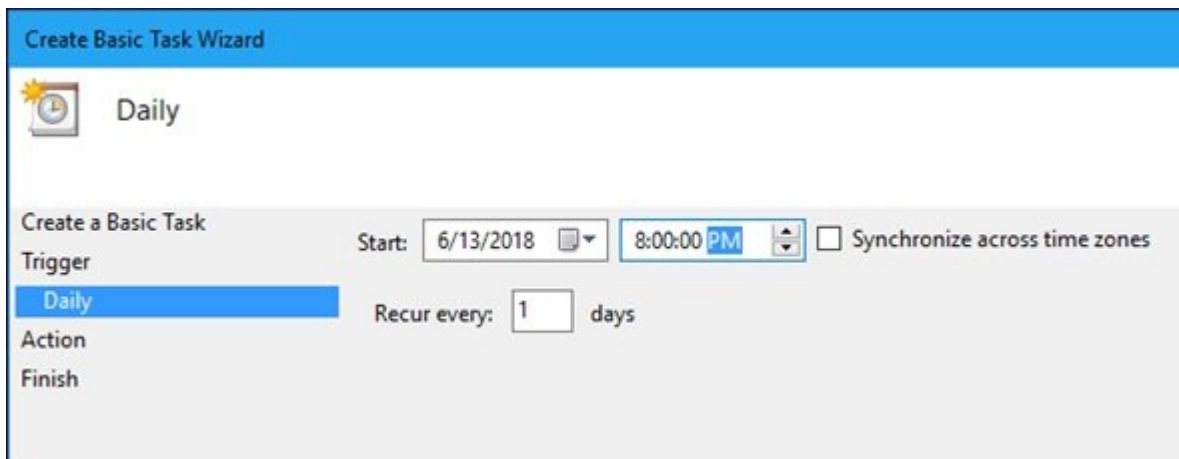 Create Basic Task Wizard
Daily
Create a Basic Task
Trigger
Daily
Action
Finish
Start: 6/13/2018 8:00:00 PM Synchronize across time zones
Recur every: 1 days